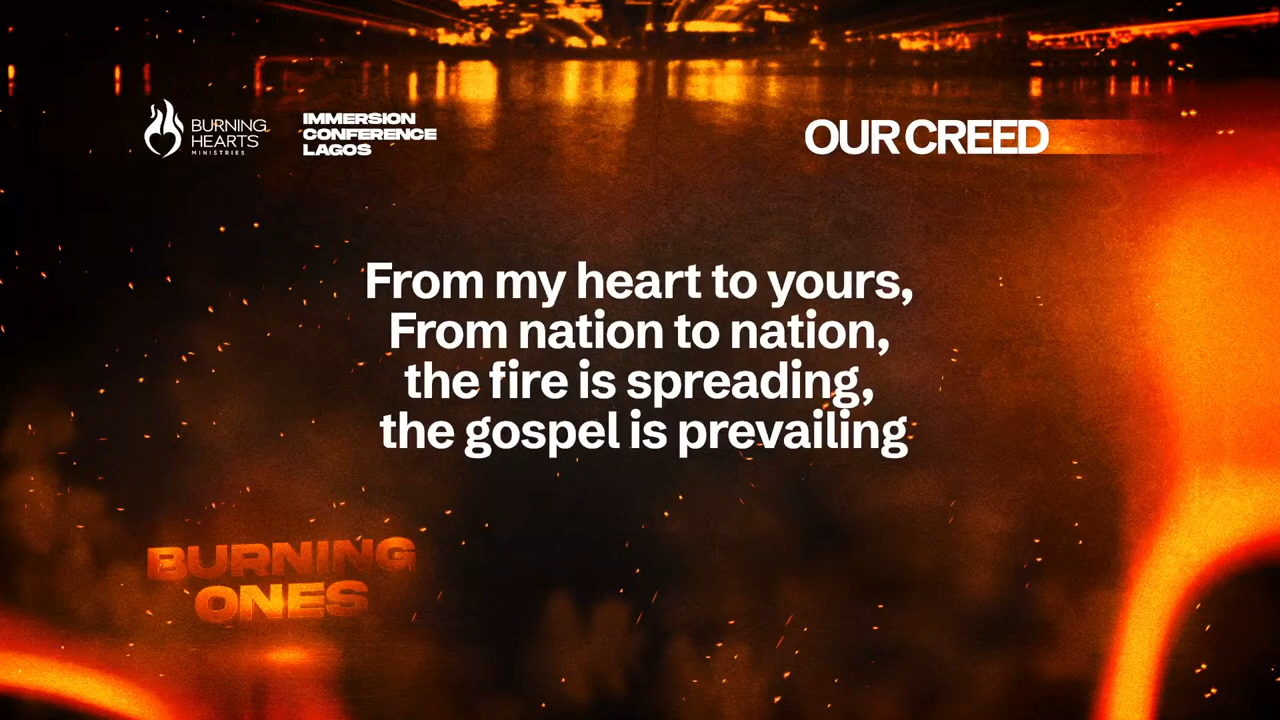 BURNING
HEARTS
MINISTRIES
IMMERSION
CONFERENCE
LAGOS
OUR CREED
From my heart to yours,
From nation to nation,
the fire is spreading,
the gospel is prevailing
BURNING
ONES